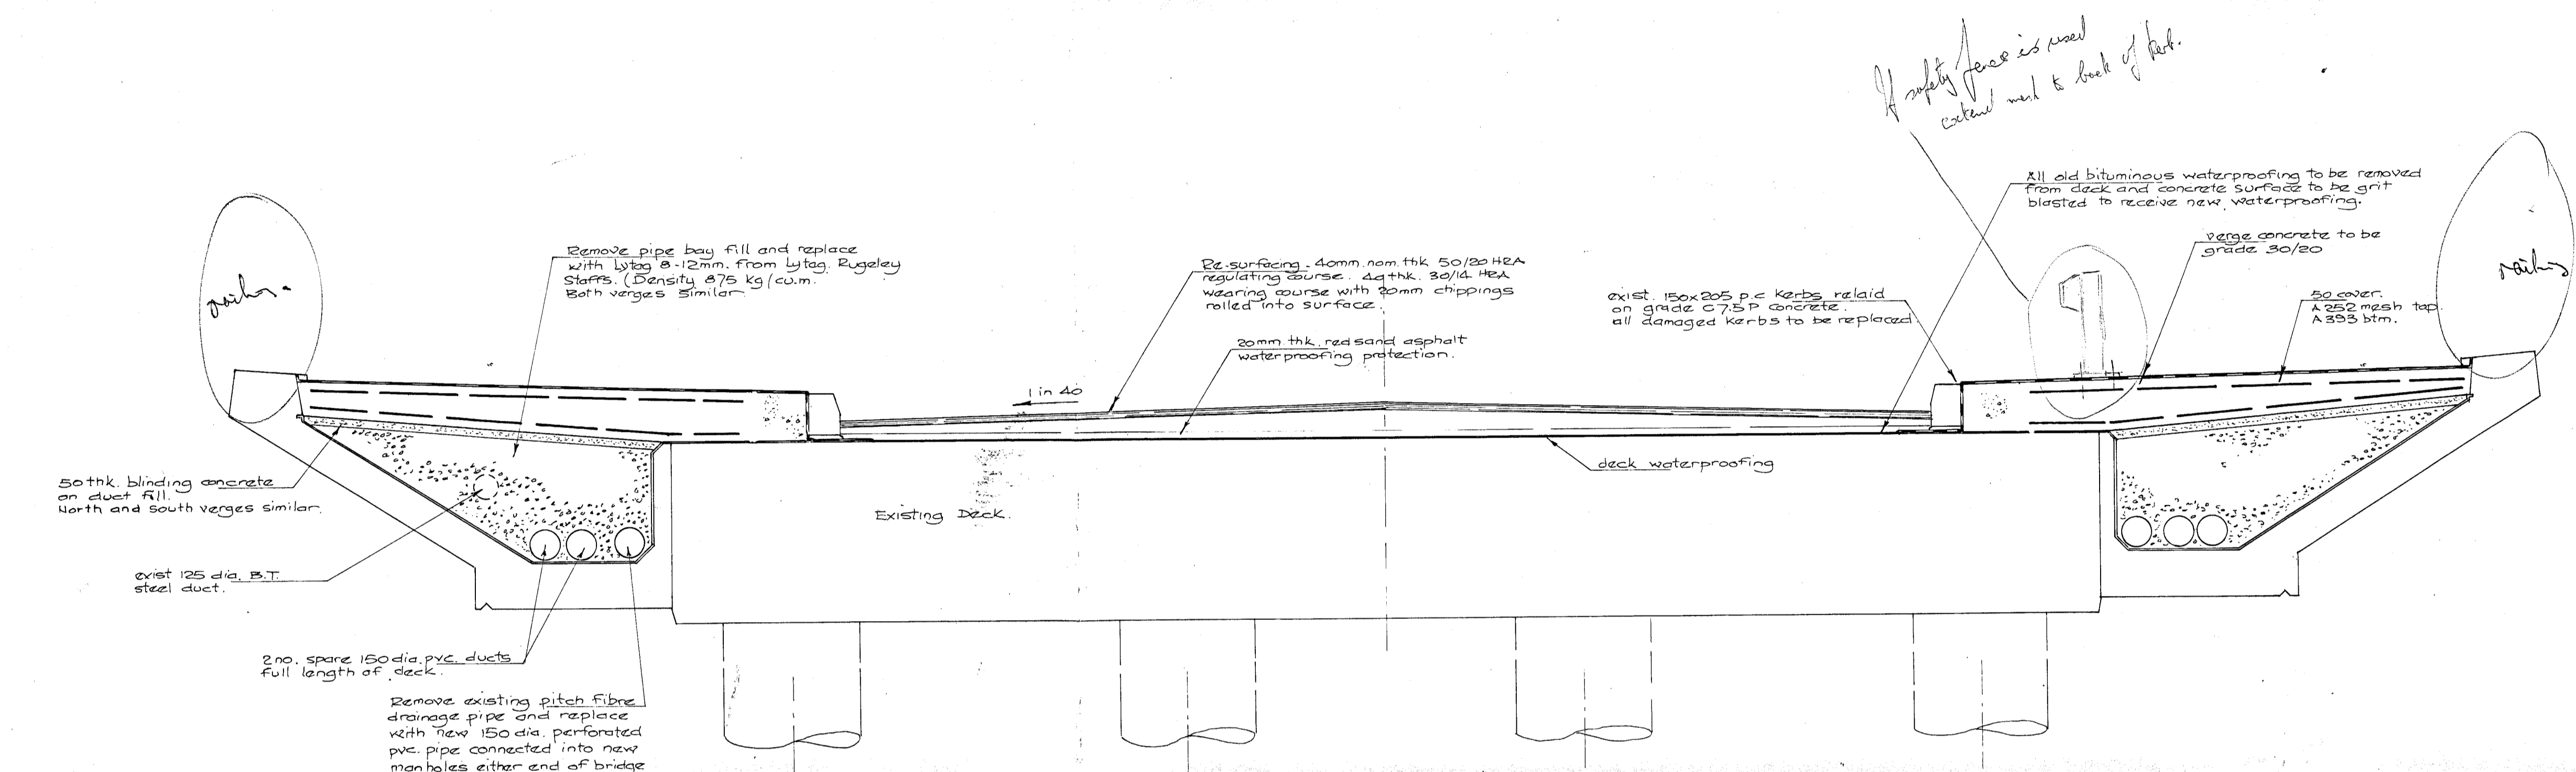 If safety fence is used
extend mesh to back of kerb.
All old bituminous waterproofing to be removed
from deck and concrete surface to be grit
blasted to receive new waterproofing.
verge concrete to be
grade 30/20
50 cover.
A252 mesh top.
A393 btm.
Remove pipe bay fill and replace
with Lytag 8-12mm. from Lytag. Rugeley
Staffs. (Density 875 kg/cu.m.
Both verges similar.
Re-surfacing - 40mm. nom. thk 50/20 HRA
regulating course. 40 thk. 30/14 HRA
wearing course with 20mm chippings
rolled into surface.
exist. 150x205 p.c kerbs relaid
on grade C7.5P concrete.
all damaged kerbs to be replaced
20mm thk. red sand asphalt
waterproofing protection.
1 in 40
deck waterproofing
50 thk. blinding concrete
on duct fill.
North and south verges similar.
Existing Deck.
exist 125 dia. B.T.
steel duct.
2no. spare 150 dia. pvc. ducts
full length of deck.
Remove existing pitch fibre
drainage pipe and replace
with new 150 dia. perforated
pvc. pipe connected into new
manholes either end of bridge